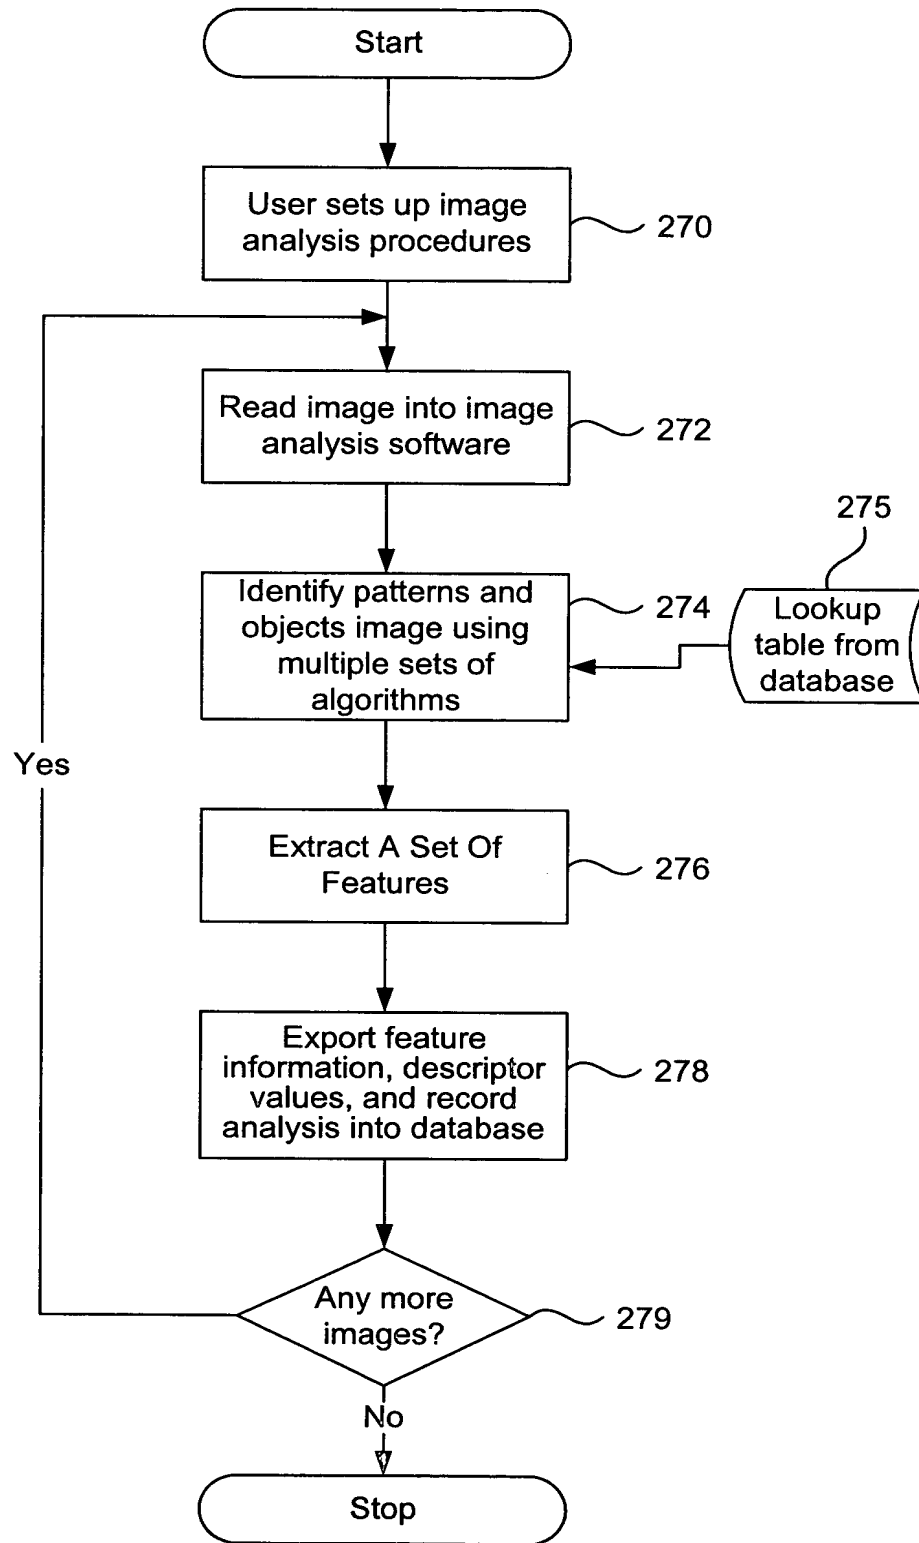 Start
User sets up image
analysis procedures
270
Read image into image
analysis software
272
275
Identify patterns and
objects image using
multiple sets of
algorithms
274
Lookup
table from
database
Yes
Extract A Set Of
Features
276
Export feature
information, descriptor
values, and record
analysis into database
278
Any more
images?
279
No
Stop